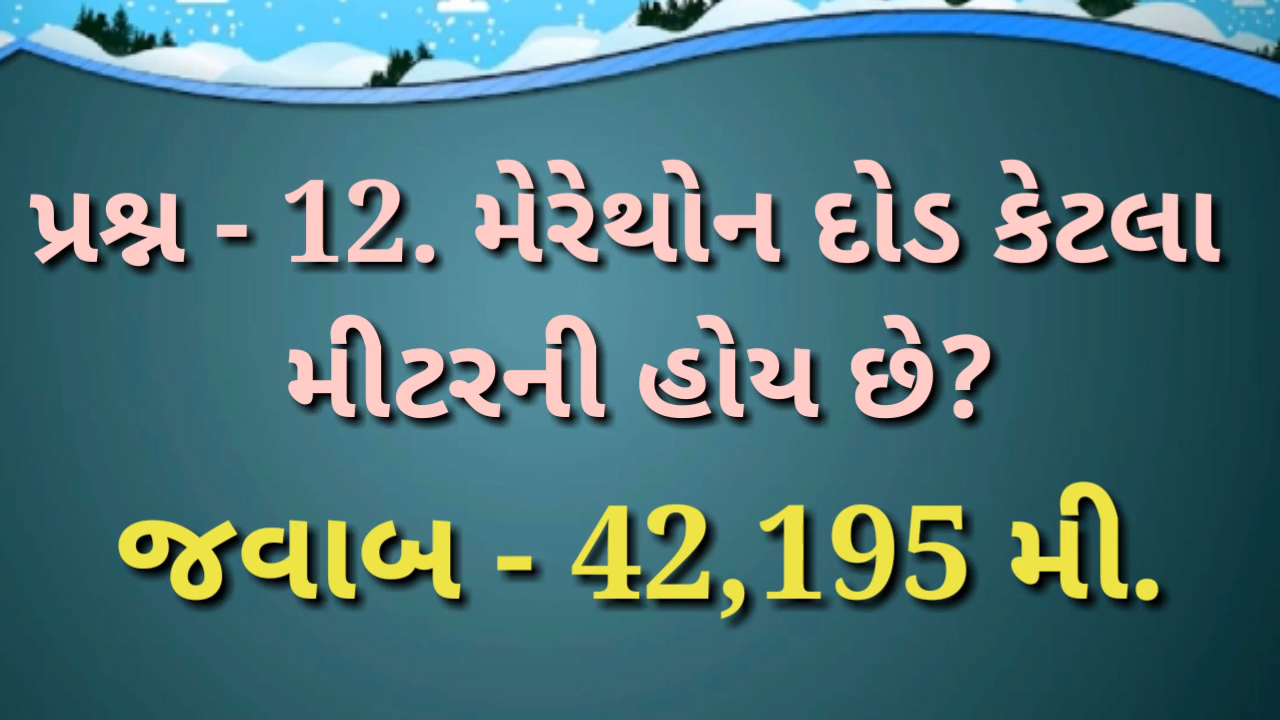 પ્રશ્ન - 12. મેરેથોન દોડ કેટલા
મીટરની હોય છે?
જવાબ - 42,195 મી.